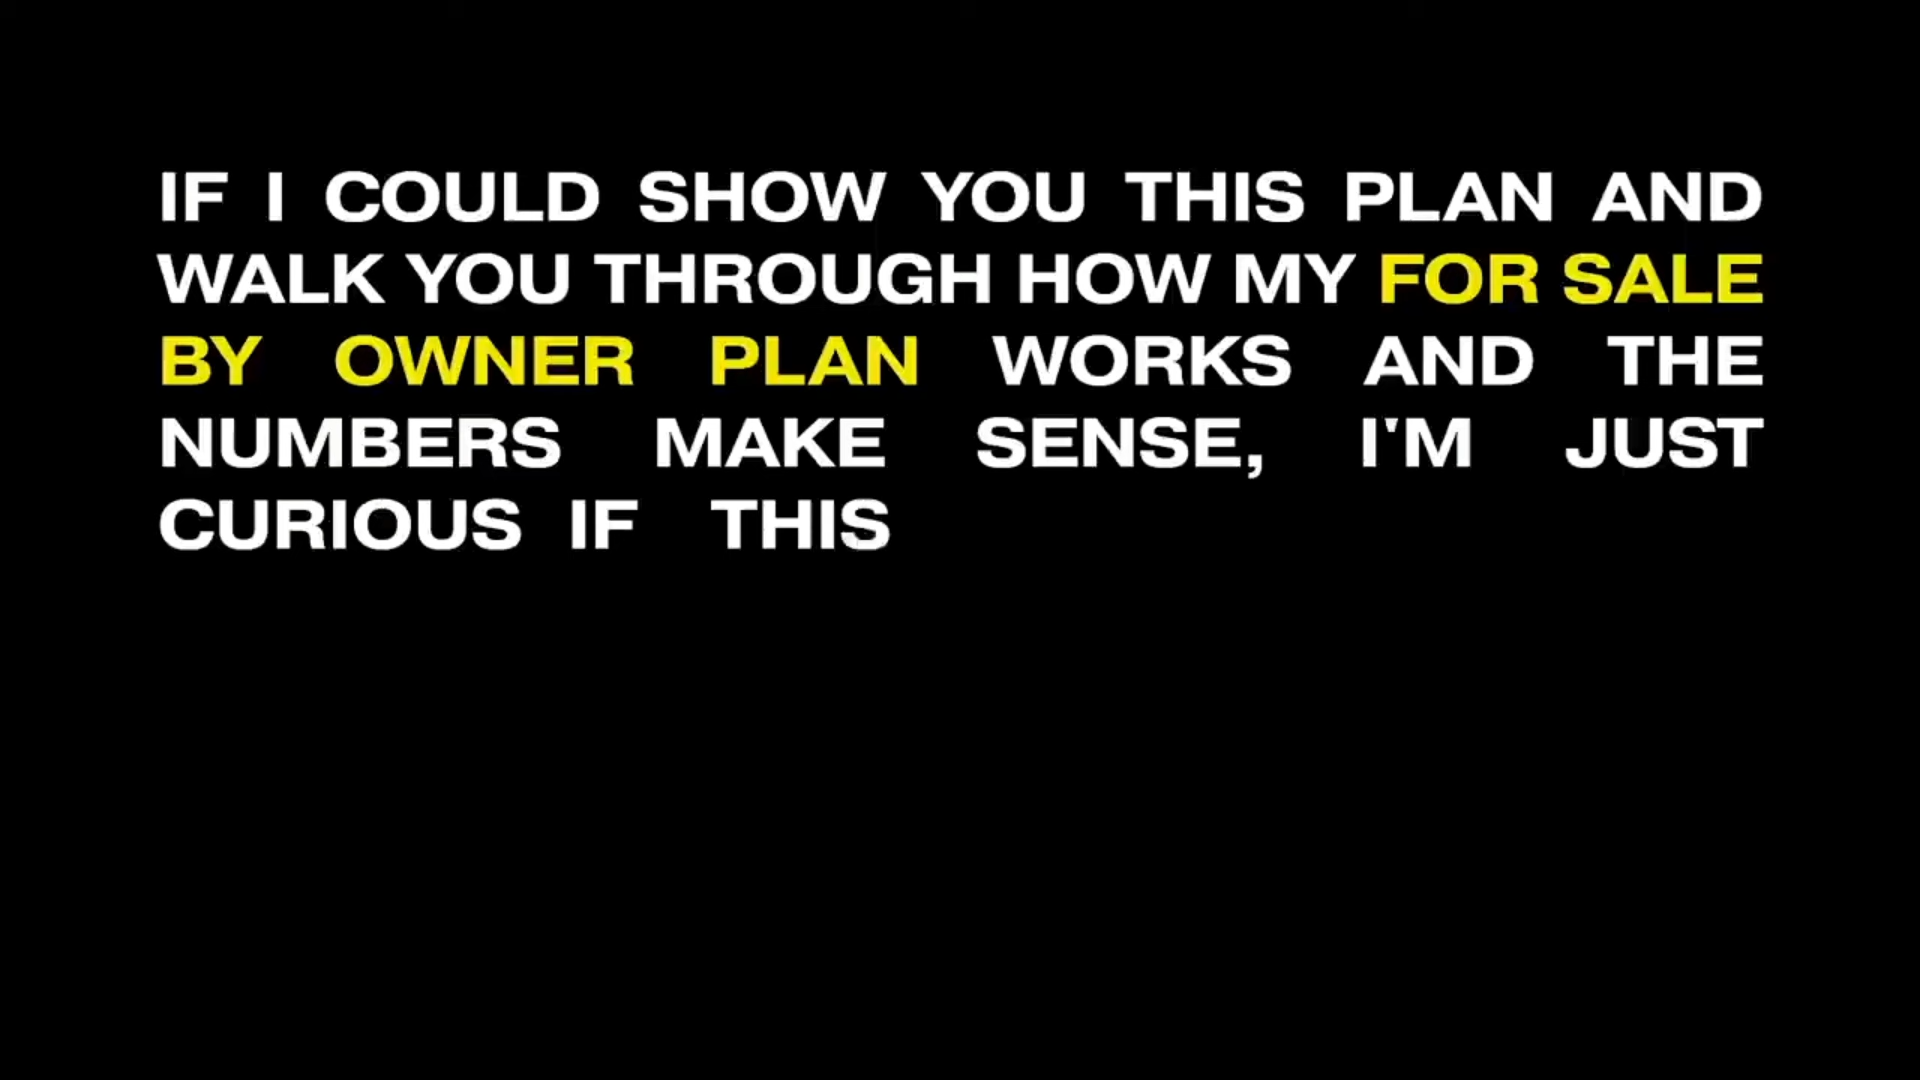 IF I COULD SHOW YOU THIS PLAN AND
WALK YOU THROUGH HOW MY FOR SALE
BY OWNER PLAN WORKS AND THE
NUMBERS MAKE SENSE, I'M JUST
CURIOUS IF THIS